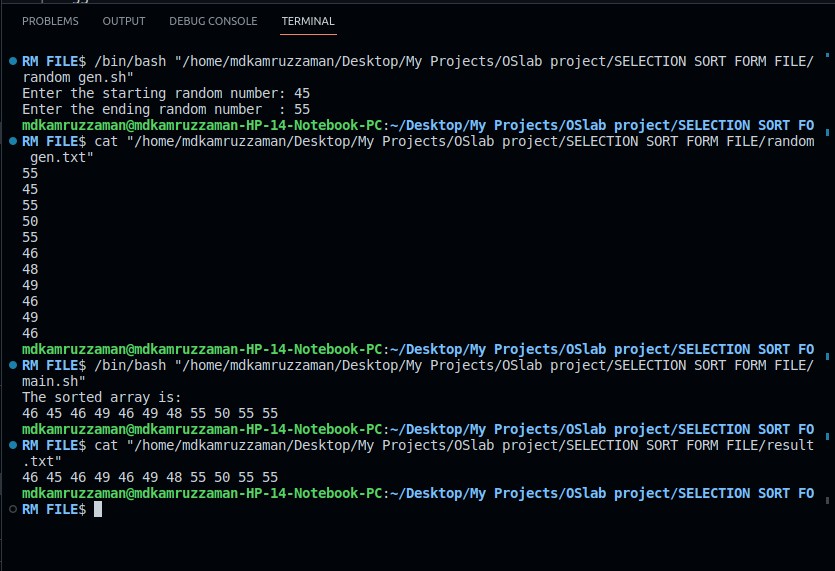 PROBLEMS OUTPUT DEBUG CONSOLE TERMINAL
RM FILE$ /bin/bash "/home/mdkamruzzaman/Desktop/My Projects/OSlab project/SELECTION SORT FORM FILE/
random gen.sh"
Enter the starting random number: 45
Enter the ending random number  : 55
mdkamruzzaman@mdkamruzzaman-HP-14-Notebook-PC:~/Desktop/My Projects/OSlab project/SELECTION SORT FO
RM FILE$ cat "/home/mdkamruzzaman/Desktop/My Projects/OSlab project/SELECTION SORT FORM FILE/random
 gen.txt"
55
45
55
50
55
46
48
49
46
49
46
mdkamruzzaman@mdkamruzzaman-HP-14-Notebook-PC:~/Desktop/My Projects/OSlab project/SELECTION SORT FO
RM FILE$ /bin/bash "/home/mdkamruzzaman/Desktop/My Projects/OSlab project/SELECTION SORT FORM FILE/
main.sh"
The sorted array is:
46 45 46 49 46 49 48 55 50 55 55
mdkamruzzaman@mdkamruzzaman-HP-14-Notebook-PC:~/Desktop/My Projects/OSlab project/SELECTION SORT FO
RM FILE$ cat "/home/mdkamruzzaman/Desktop/My Projects/OSlab project/SELECTION SORT FORM FILE/result
.txt"
46 45 46 49 46 49 48 55 50 55 55
mdkamruzzaman@mdkamruzzaman-HP-14-Notebook-PC:~/Desktop/My Projects/OSlab project/SELECTION SORT FO
RM FILE$